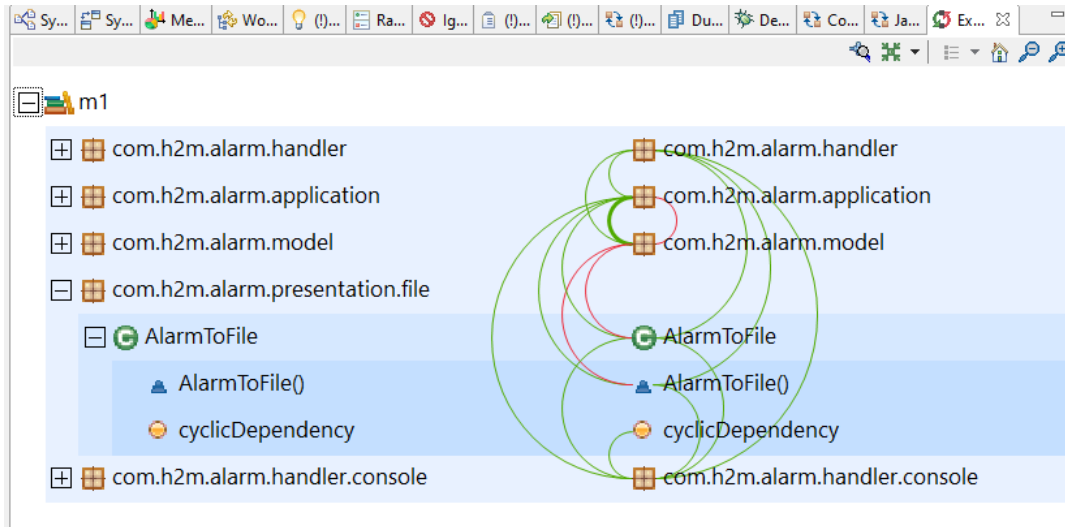 Sy... Sy... Me... Wo... (!)... Ra... Ig... (!)... (!)... (!)... Du... De... Co... Ja... Ex...
m1
com.h2m.alarm.handler com.h2m.alarm.handler
com.h2m.alarm.application com.h2m.alarm.application
com.h2m.alarm.model com.h2m.alarm.model
com.h2m.alarm.presentation.file
AlarmToFile AlarmToFile
AlarmToFile() AlarmToFile()
cyclicDependency cyclicDependency
com.h2m.alarm.handler.console com.h2m.alarm.handler.console